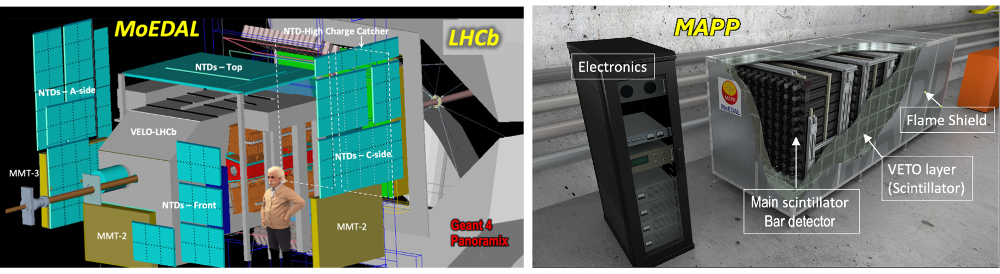 MoEDAL
NTD-High Charge Catcher
LHCb
NTDs – Top
NTDs – A-side
VELO-LHCb
NTDs – C-side
MMT-3
NTDs – Front
MMT-2
MMT-2
Geant 4
Panoramix
MAPP
Electronics
MAPP
MoEDAL
Flame Shield
VETO layer
(Scintillator)
Main scintillator
Bar detector